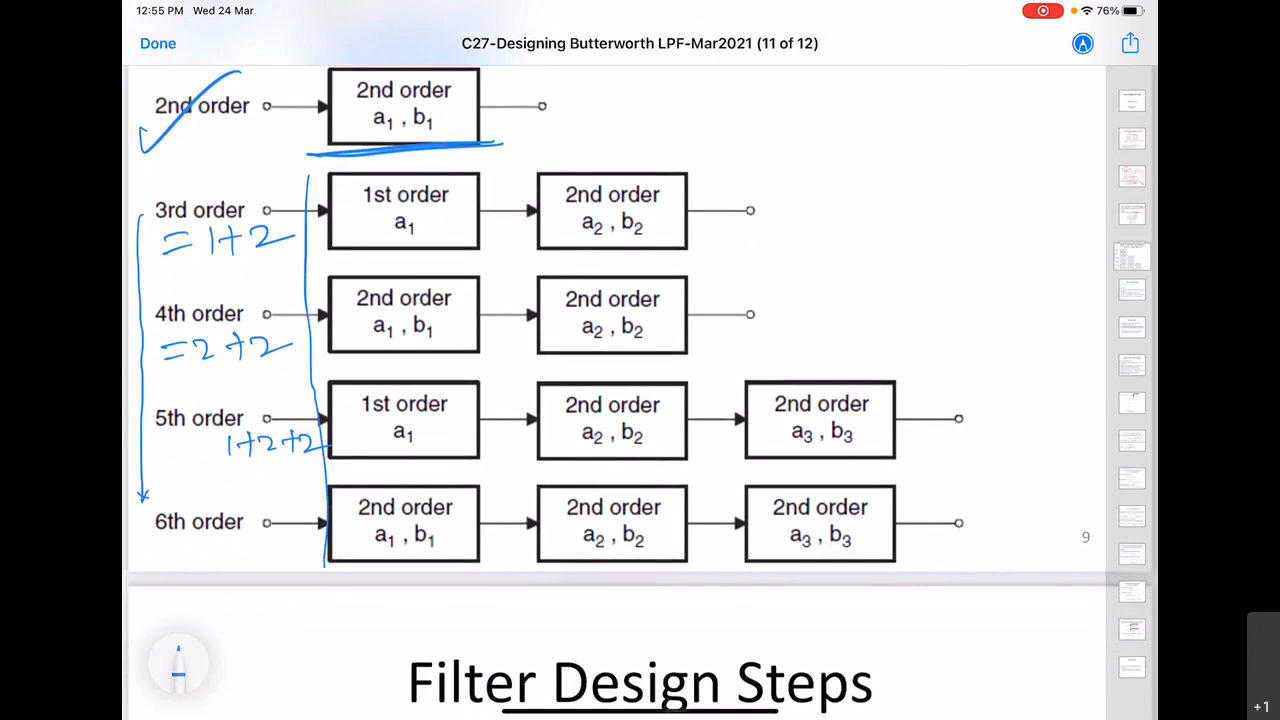 12:55 PM Wed 24 Mar
76%
Done
C27-Designing Butterworth LPF-Mar2021 (11 of 12)
2nd order
2nd order
a1 , b1
3rd order
= 1+2
1st order
a1
2nd order
a2 , b2
4th order
= 2+2
2nd order
a1 , b1
2nd order
a2 , b2
5th order
1+2+2
1st order
a1
2nd order
a2 , b2
2nd order
a3 , b3
6th order
2nd order
a1 , b1
2nd order
a2 , b2
2nd order
a3 , b3
9
Filter Design Steps
+1